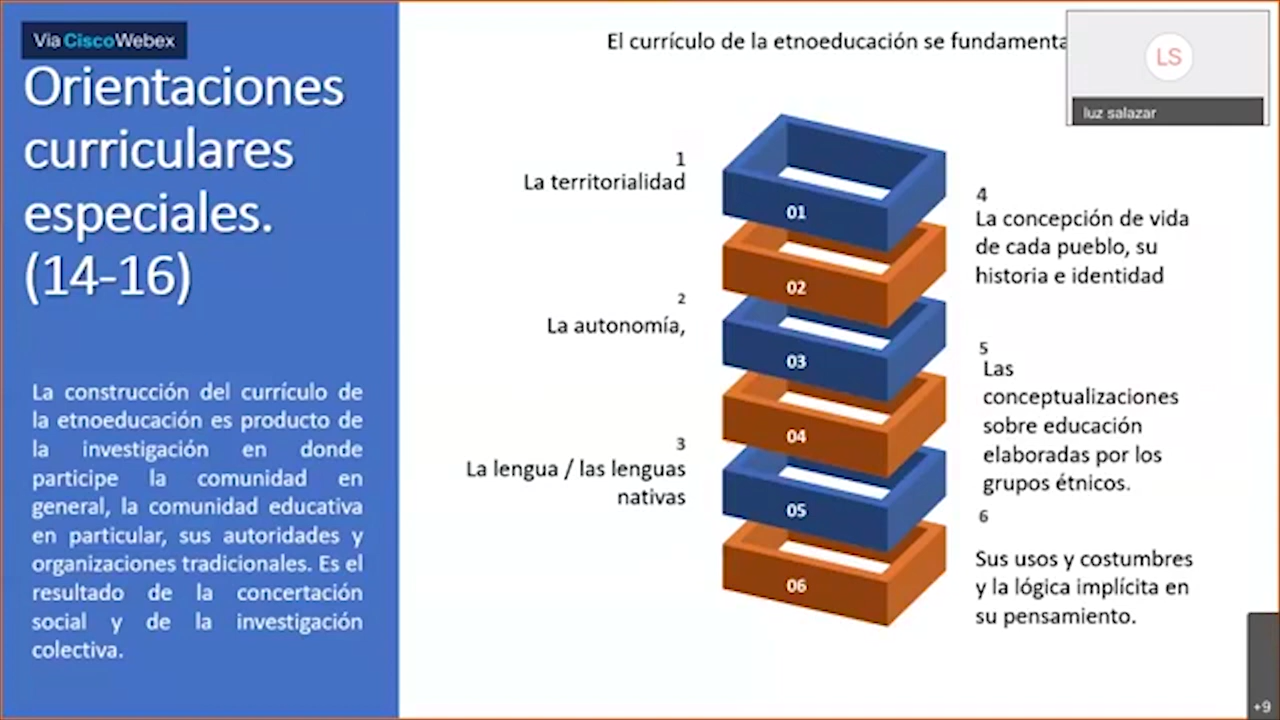 Vía CiscoWebex
Orientaciones
curriculares
especiales.
(14-16)
La construcción del currículo de
la etnoeducación es producto de
la investigación en donde
participe la comunidad en
general, la comunidad educativa
en particular, sus autoridades y
organizaciones tradicionales. Es el
resultado de la concertación
social y de la investigación
colectiva.
El currículo de la etnoeducación se fundamenta
LS
luz salazar
1
La territorialidad
2
La autonomía,
3
La lengua / las lenguas
nativas
01
02
03
04
05
06
4
La concepción de vida
de cada pueblo, su
historia e identidad
5
Las
conceptualizaciones
sobre educación
elaboradas por los
grupos étnicos.
6
Sus usos y costumbres
y la lógica implícita en
su pensamiento.
+9